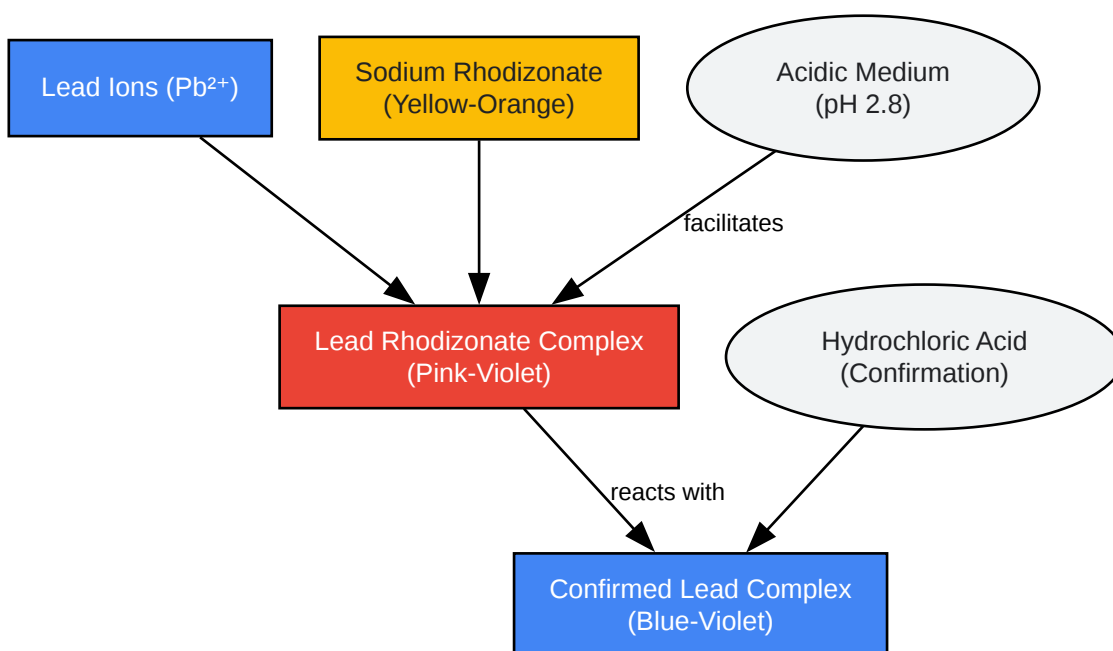 Lead Ions (Pb²⁺)
Sodium Rhodizonate
(Yellow-Orange)
Acidic Medium
(pH 2.8)
facilitates
Lead Rhodizonate Complex
(Pink-Violet)
Hydrochloric Acid
(Confirmation)
reacts with
Confirmed Lead Complex
(Blue-Violet)